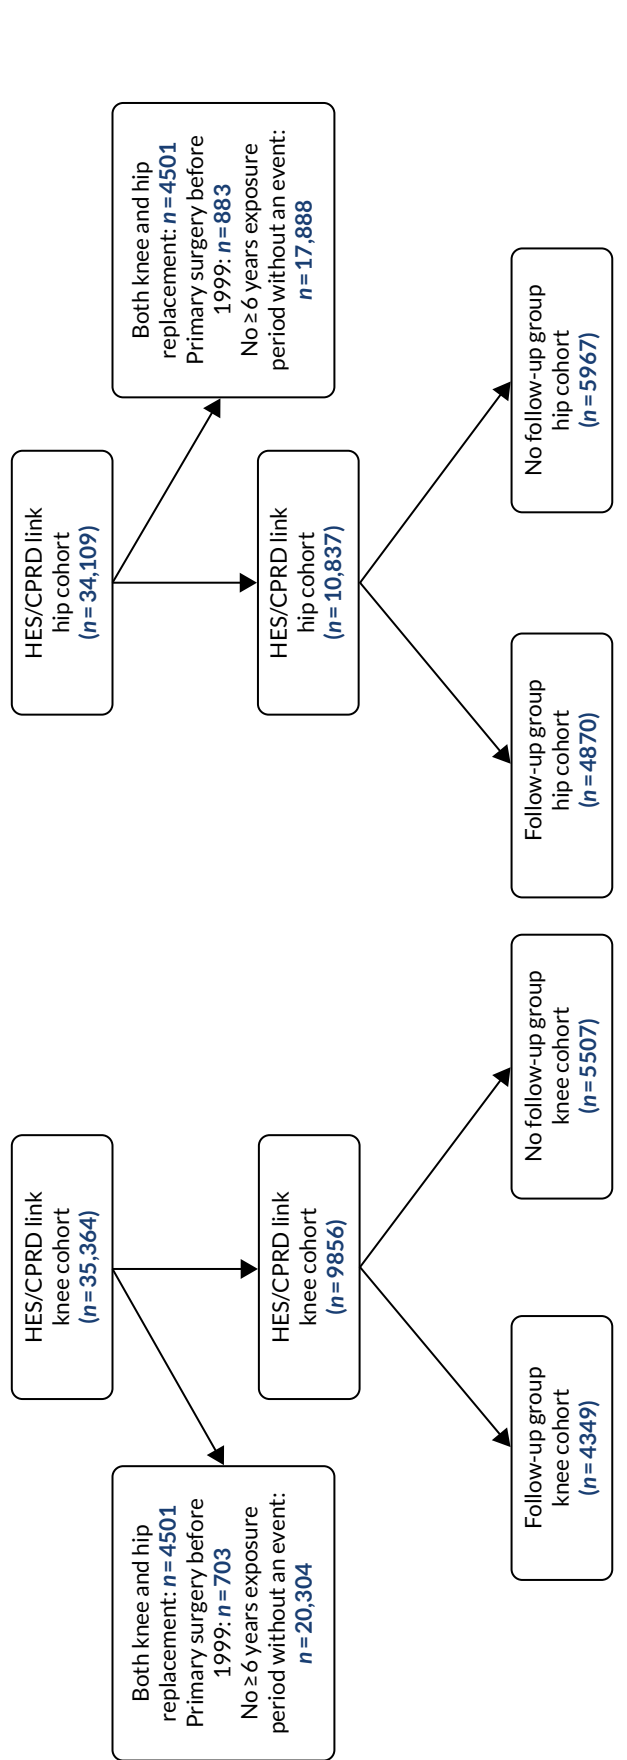 HES/CPRD link
knee cohort
(n=35,364)
Both knee and hip
replacement: n=4501
Primary surgery before
1999: n=703
No ≥ 6 years exposure
period without an event:
n=20,304
HES/CPRD link
knee cohort
(n=9856)
Follow-up group
knee cohort
(n=4349)
No follow-up group
knee cohort
(n=5507)
HES/CPRD link
hip cohort
(n=34,109)
Both knee and hip
replacement: n=4501
Primary surgery before
1999: n=883
No ≥ 6 years exposure
period without an event:
n=17,888
HES/CPRD link
hip cohort
(n=10,837)
Follow-up group
hip cohort
(n=4870)
No follow-up group
hip cohort
(n=5967)